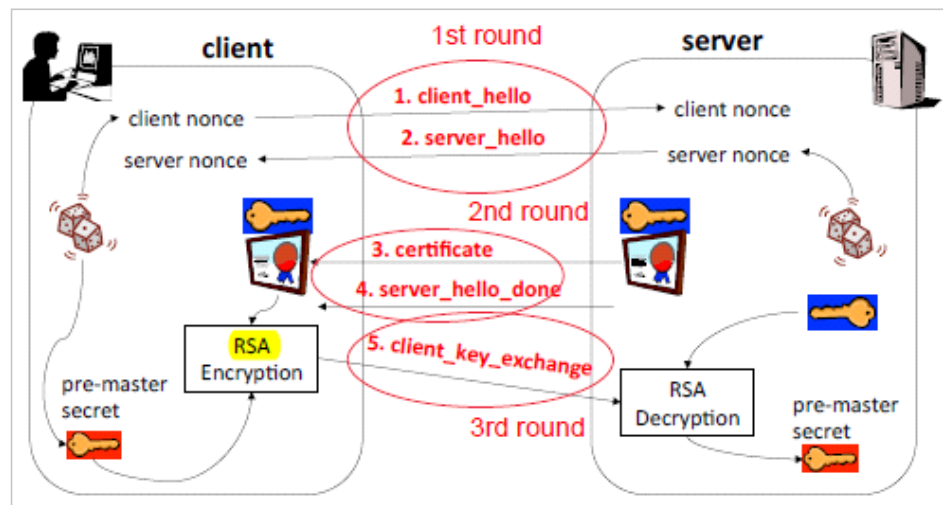 1st round
client
server
1. client_hello
client nonce
client nonce
2. server_hello
server nonce
server nonce
2nd round
3. certificate
4. server_hello_done
RSA
Encryption
5. client_key_exchange
RSA
Decryption
pre-master
secret
pre-master
secret
3rd round